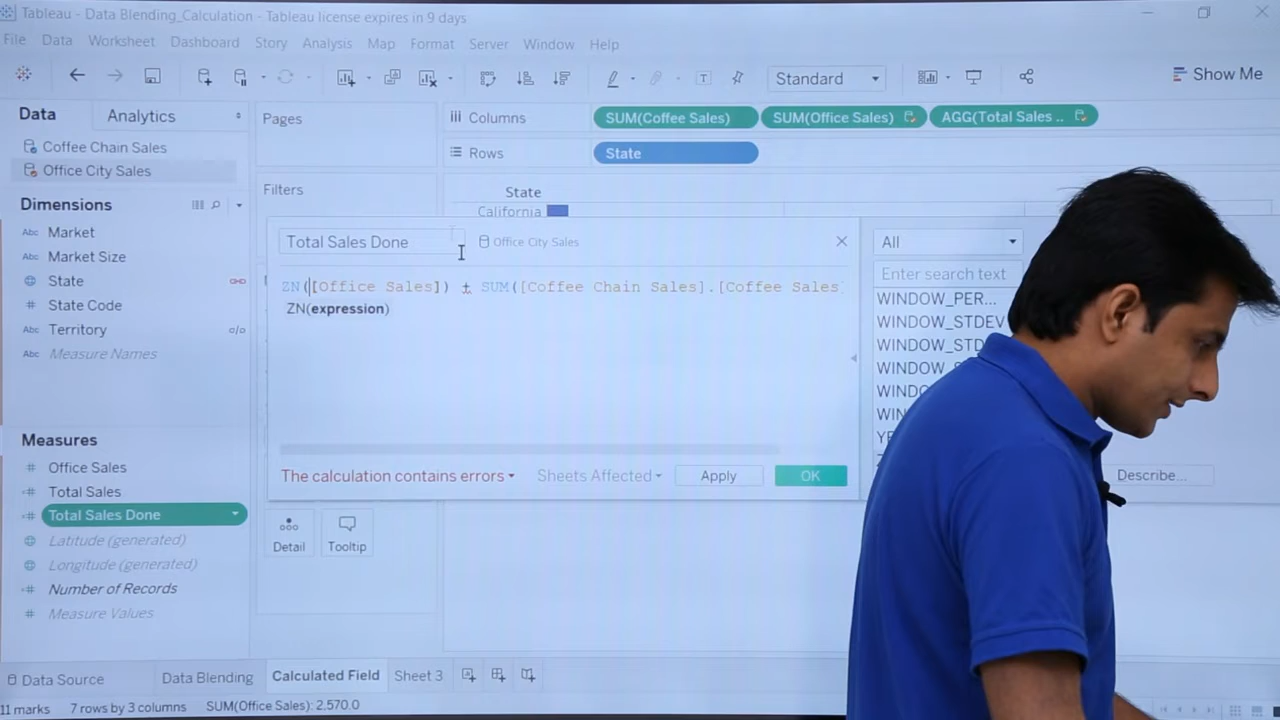 Tableau - Data Blending_Calculation - Tableau license expires in 9 days
File Data Worksheet Dashboard Story Analysis Map Format Server Window Help
Standard
Show Me
Data
Analytics
Coffee Chain Sales
Office City Sales
Dimensions
Abc Market
Abc Market Size
State
# State Code
Abc Territory
Abc Measure Names
Measures
# Office Sales
Total Sales
Total Sales Done
Latitude (generated)
Longitude (generated)
Number of Records
# Measure Values
Pages
Filters
Detail
Tooltip
Columns
SUM(Coffee Sales)
SUM(Office Sales)
AGG(Total Sales ..
Rows
State
State
California
Total Sales Done
Office City Sales
ZN([Office Sales]) + SUM([Coffee Chain Sales].[Coffee Sales]
ZN(expression)
The calculation contains errors
Sheets Affected
Apply
OK
All
Enter search text
WINDOW_PER...
WINDOW_STDEV
Describe...
Data Source
Data Blending
Calculated Field
Sheet 3
11 marks 7 rows by 3 columns SUM(Office Sales): 2,570.0